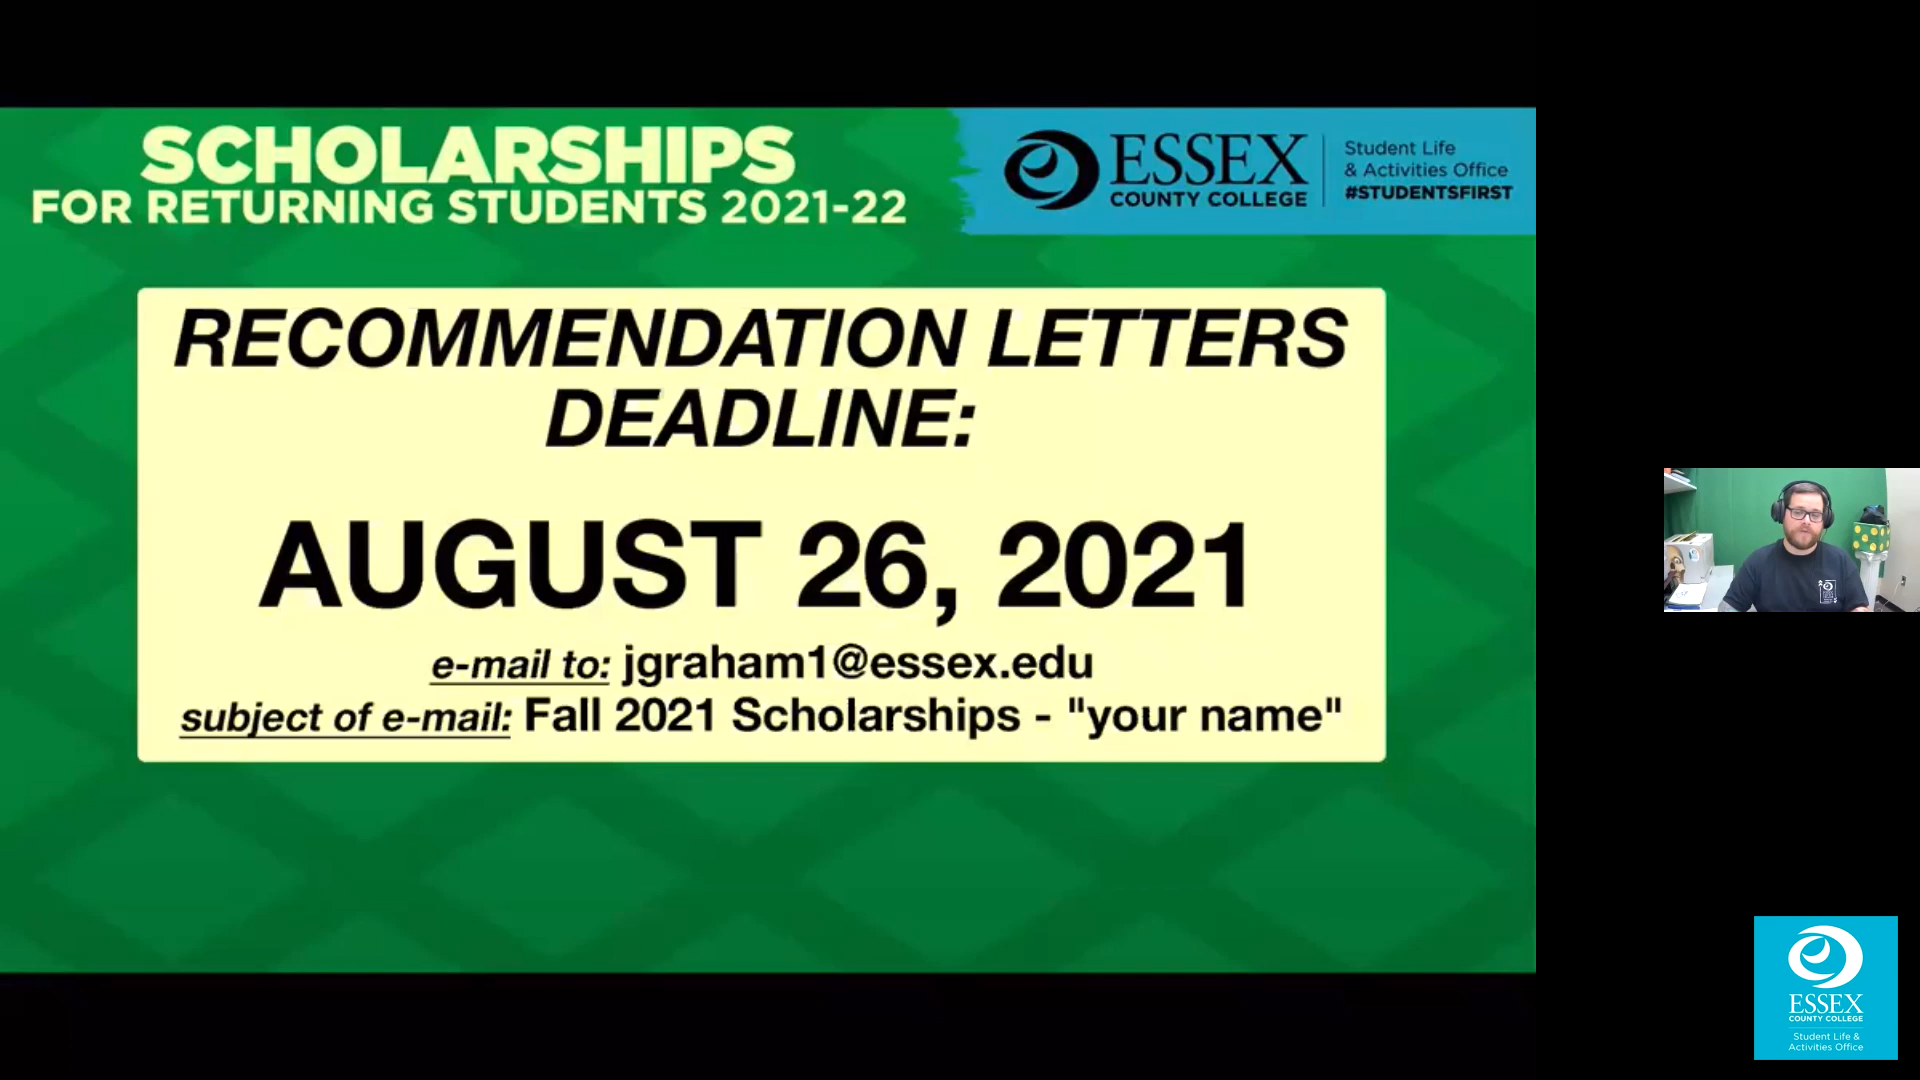 SCHOLARSHIPS
FOR RETURNING STUDENTS 2021-22
ESSEX
COUNTY COLLEGE
Student Life
& Activities Office
#STUDENTSFIRST
RECOMMENDATION LETTERS
DEADLINE:
AUGUST 26, 2021
e-mail to: jgraham1@essex.edu
subject of e-mail: Fall 2021 Scholarships - "your name"
ESSEX
COUNTY COLLEGE
Student Life &
Activities Office